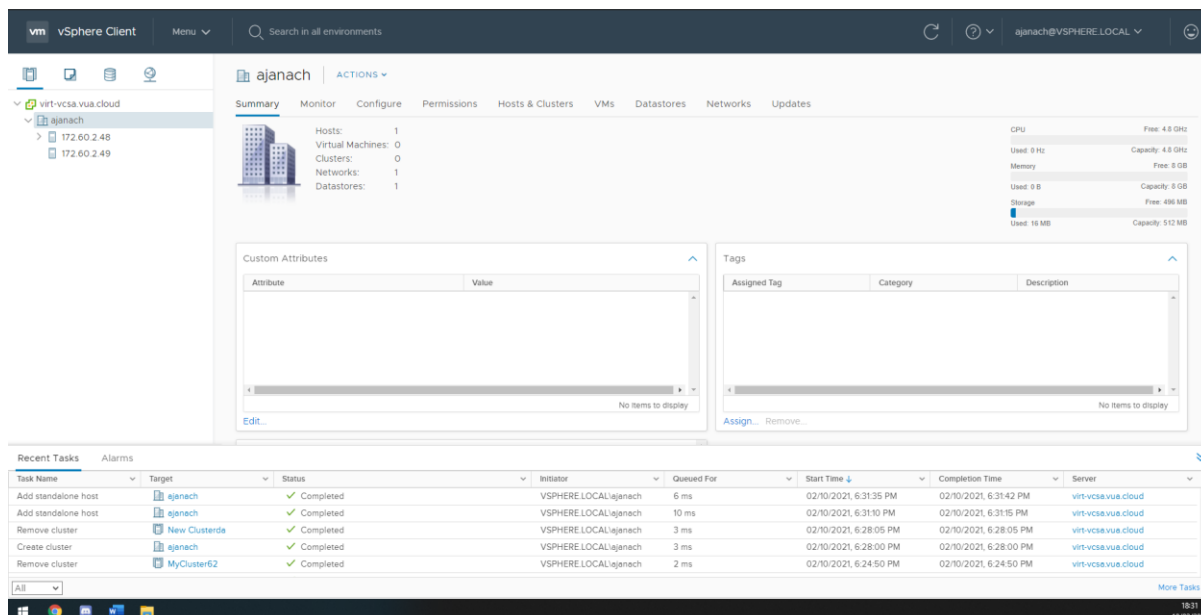 vm vSphere Client Menu Search in all environments ajanach@VSPHERE.LOCAL
virt-vcsa.vua.cloud
ajanach
172.60.2.48
172.60.2.49
ajanach ACTIONS
Summary Monitor Configure Permissions Hosts & Clusters VMs Datastores Networks Updates
Hosts: 1
Virtual Machines: 0
Clusters: 0
Networks: 1
Datastores: 1
CPU Free: 4.8 GHz
Used: 0 Hz Capacity: 4.8 GHz
Memory Free: 8 GB
Used: 0 B Capacity: 8 GB
Storage Free: 496 MB
Used: 16 MB Capacity: 512 MB
Custom Attributes
Attribute Value
No items to display
Edit...
Tags
Assigned Tag Category Description
No items to display
Assign... Remove...
Recent Tasks Alarms
Task Name Target Status Initiator Queued For Start Time Completion Time Server
Add standalone host ajanach Completed VSPHERE.LOCAL\ajanach 6 ms 02/10/2021, 6:31:35 PM 02/10/2021, 6:31:42 PM virt-vcsa.vua.cloud
Add standalone host ajanach Completed VSPHERE.LOCAL\ajanach 10 ms 02/10/2021, 6:31:10 PM 02/10/2021, 6:31:15 PM virt-vcsa.vua.cloud
Remove cluster New Clusterda Completed VSPHERE.LOCAL\ajanach 3 ms 02/10/2021, 6:28:05 PM 02/10/2021, 6:28:05 PM virt-vcsa.vua.cloud
Create cluster ajanach Completed VSPHERE.LOCAL\ajanach 3 ms 02/10/2021, 6:28:00 PM 02/10/2021, 6:28:00 PM virt-vcsa.vua.cloud
Remove cluster MyCluster62 Completed VSPHERE.LOCAL\ajanach 2 ms 02/10/2021, 6:24:50 PM 02/10/2021, 6:24:50 PM virt-vcsa.vua.cloud
All More Tasks
18:31